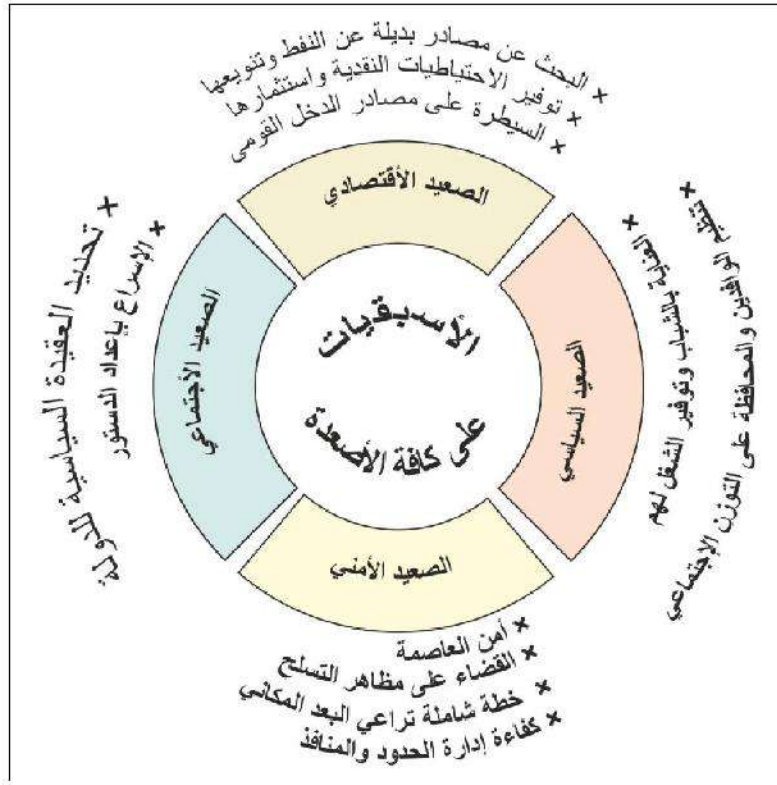 × البحث عن مصادر بديلة عن النفط وتنويعها
× توفير الاحتياطيات النقدية واستثمارها
× السيطرة على مصادر الدخل القومي
الصعيد الأقتصادي
× تنظيم الوافدين والمحافظة على التوزن الإجتماعي
× العناية بالشباب وتوفير الشغل لهم
الصعيد السياسي
الأسبقيات
على كافة الأصعدة
الصعيد الأجتماعي
× الإسراع بإعداد الدستور
× تحديد العقيدة السياسية للدولة
الصعيد الأمني
× أمن العاصمة
× القضاء على مظاهر التسلح
× خطة شاملة تراعي البعد المكاني
× كفاءة إدارة الحدود والمنافذ